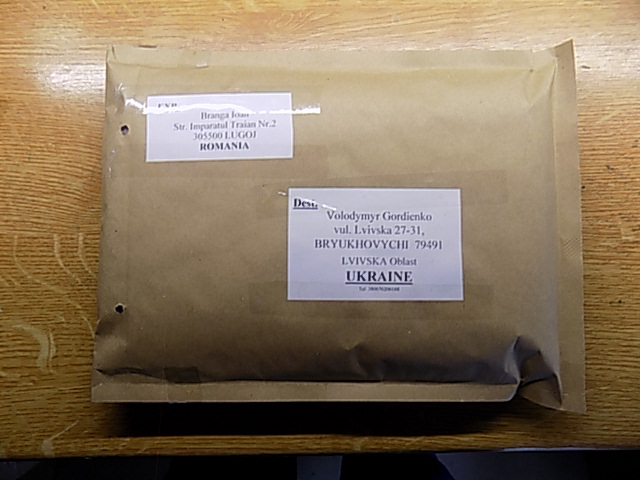 EXP.
Branga Ioan
Str. Imparatul Traian Nr.2
305500 LUGOJ
ROMANIA
Dest.
Volodymyr Gordienko
vul. Lvivska 27-31,
BRYUKHOVYCHI 79491
LVIVSKA Oblast
UKRAINE
Tel